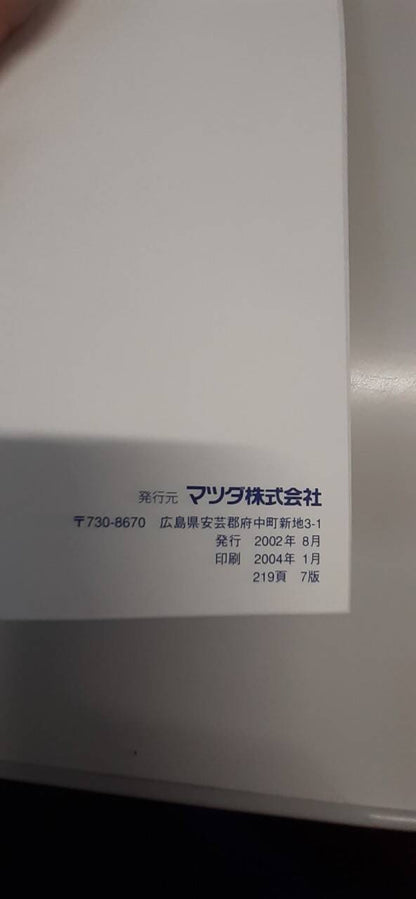 発行元 マツダ株式会社
〒730-8670 広島県安芸郡府中町新地3-1
発行 2002年 8月
印刷 2004年 1月
219頁 7版